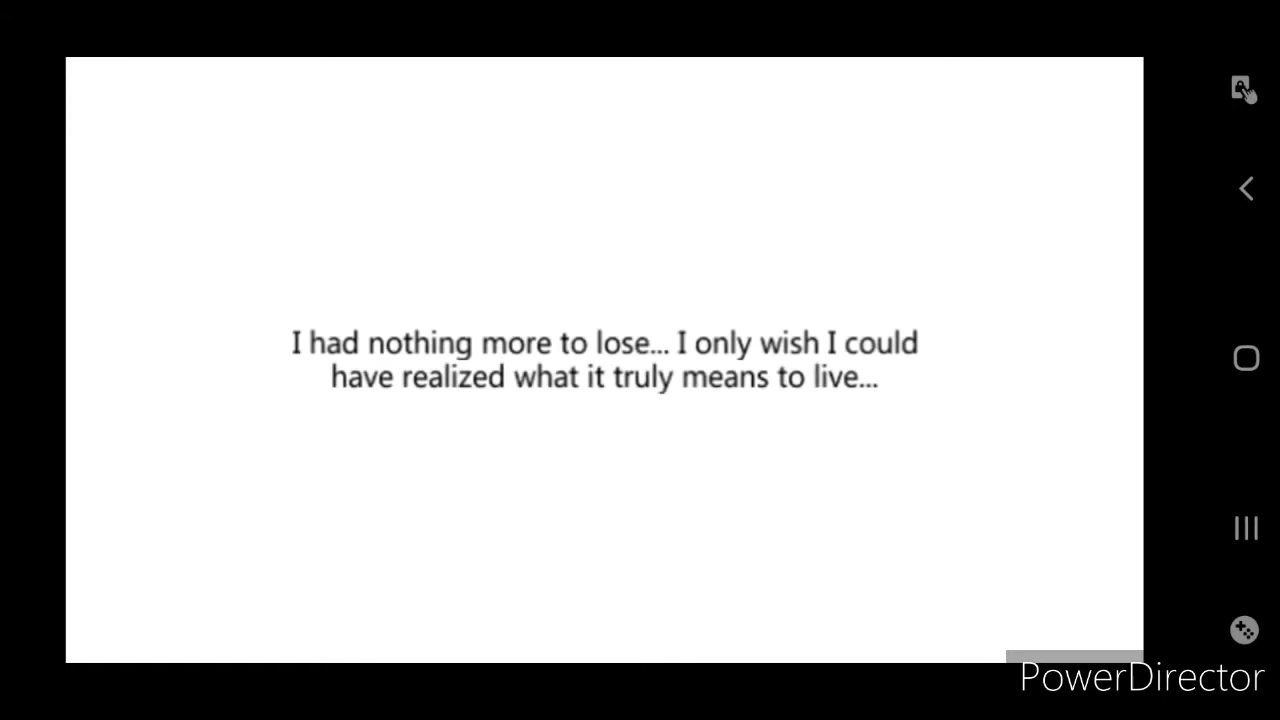 I had nothing more to lose... I only wish I could
have realized what it truly means to live...
PowerDirector